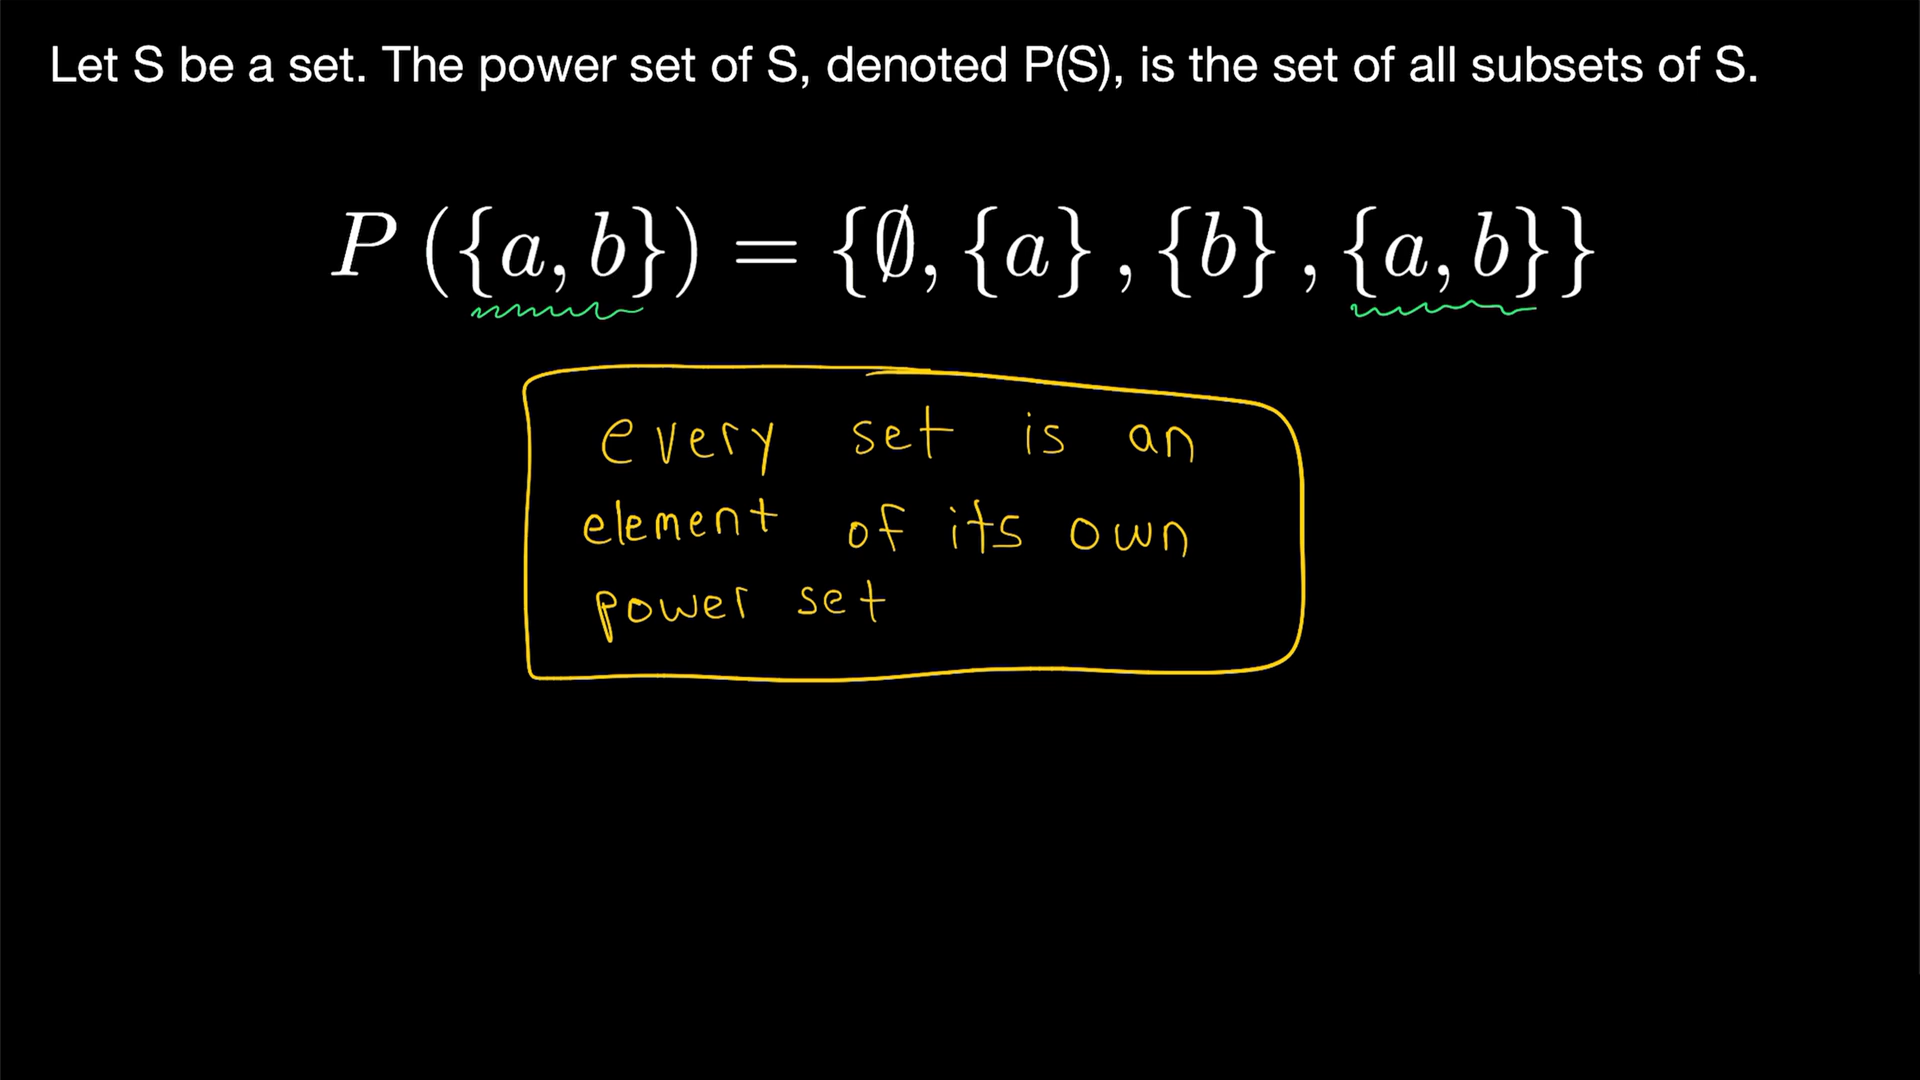 Let S be a set. The power set of S, denoted P(S), is the set of all subsets of S.
P ({a, b}) = {∅, {a} , {b} , {a, b}}
every set is an
element of its own
power set